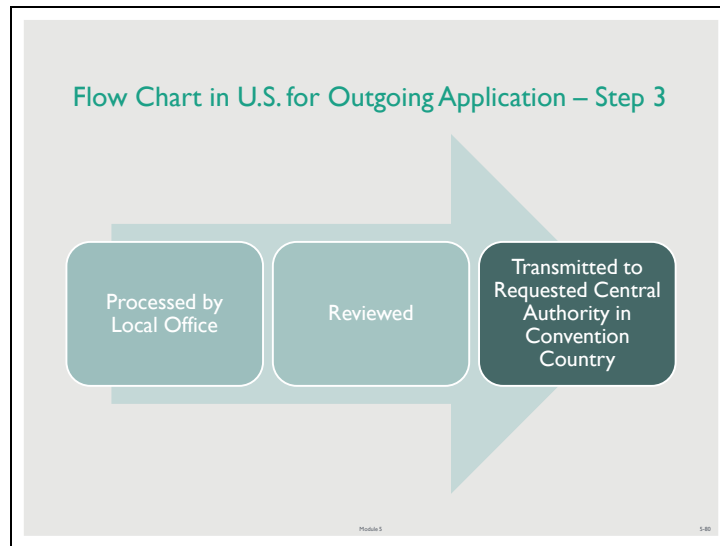 Flow Chart in U.S. for Outgoing Application – Step 3
Processed by
Local Office
Reviewed
Transmitted to
Requested Central
Authority in
Convention
Country
Module 5
5-80